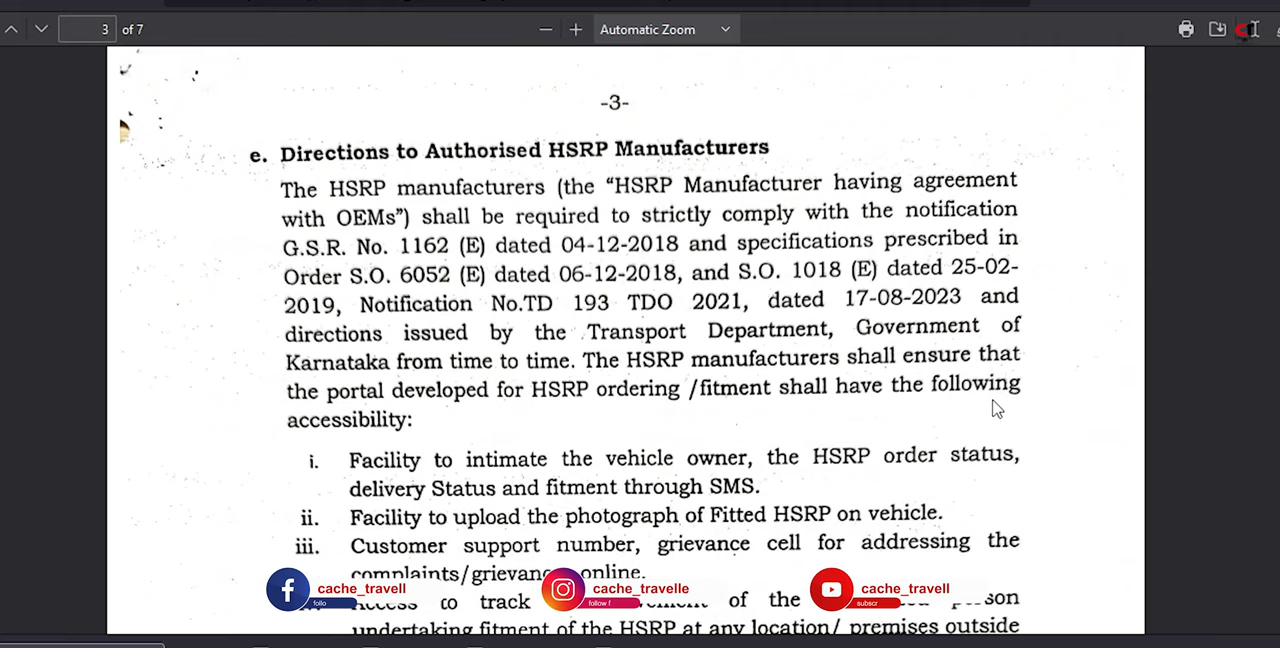 3 of 7
Automatic Zoom
-3-
e. Directions to Authorised HSRP Manufacturers
The HSRP manufacturers (the “HSRP Manufacturer having agreement
with OEMs”) shall be required to strictly comply with the notification
G.S.R. No. 1162 (E) dated 04-12-2018 and specifications prescribed in
Order S.O. 6052 (E) dated 06-12-2018, and S.O. 1018 (E) dated 25-02-
2019, Notification No.TD 193 TDO 2021, dated 17-08-2023 and
directions issued by the Transport Department, Government of
Karnataka from time to time. The HSRP manufacturers shall ensure that
the portal developed for HSRP ordering /fitment shall have the following
accessibility:
i. Facility to intimate the vehicle owner, the HSRP order status,
delivery Status and fitment through SMS.
ii. Facility to upload the photograph of Fitted HSRP on vehicle.
iii. Customer support number, grievance cell for addressing the
complaints/ online.
cache_travell
follo
cache_travelle
follow f
cache_travell
subscr
to track of the
undertaking fitment of the HSRP at any location/ premises outside